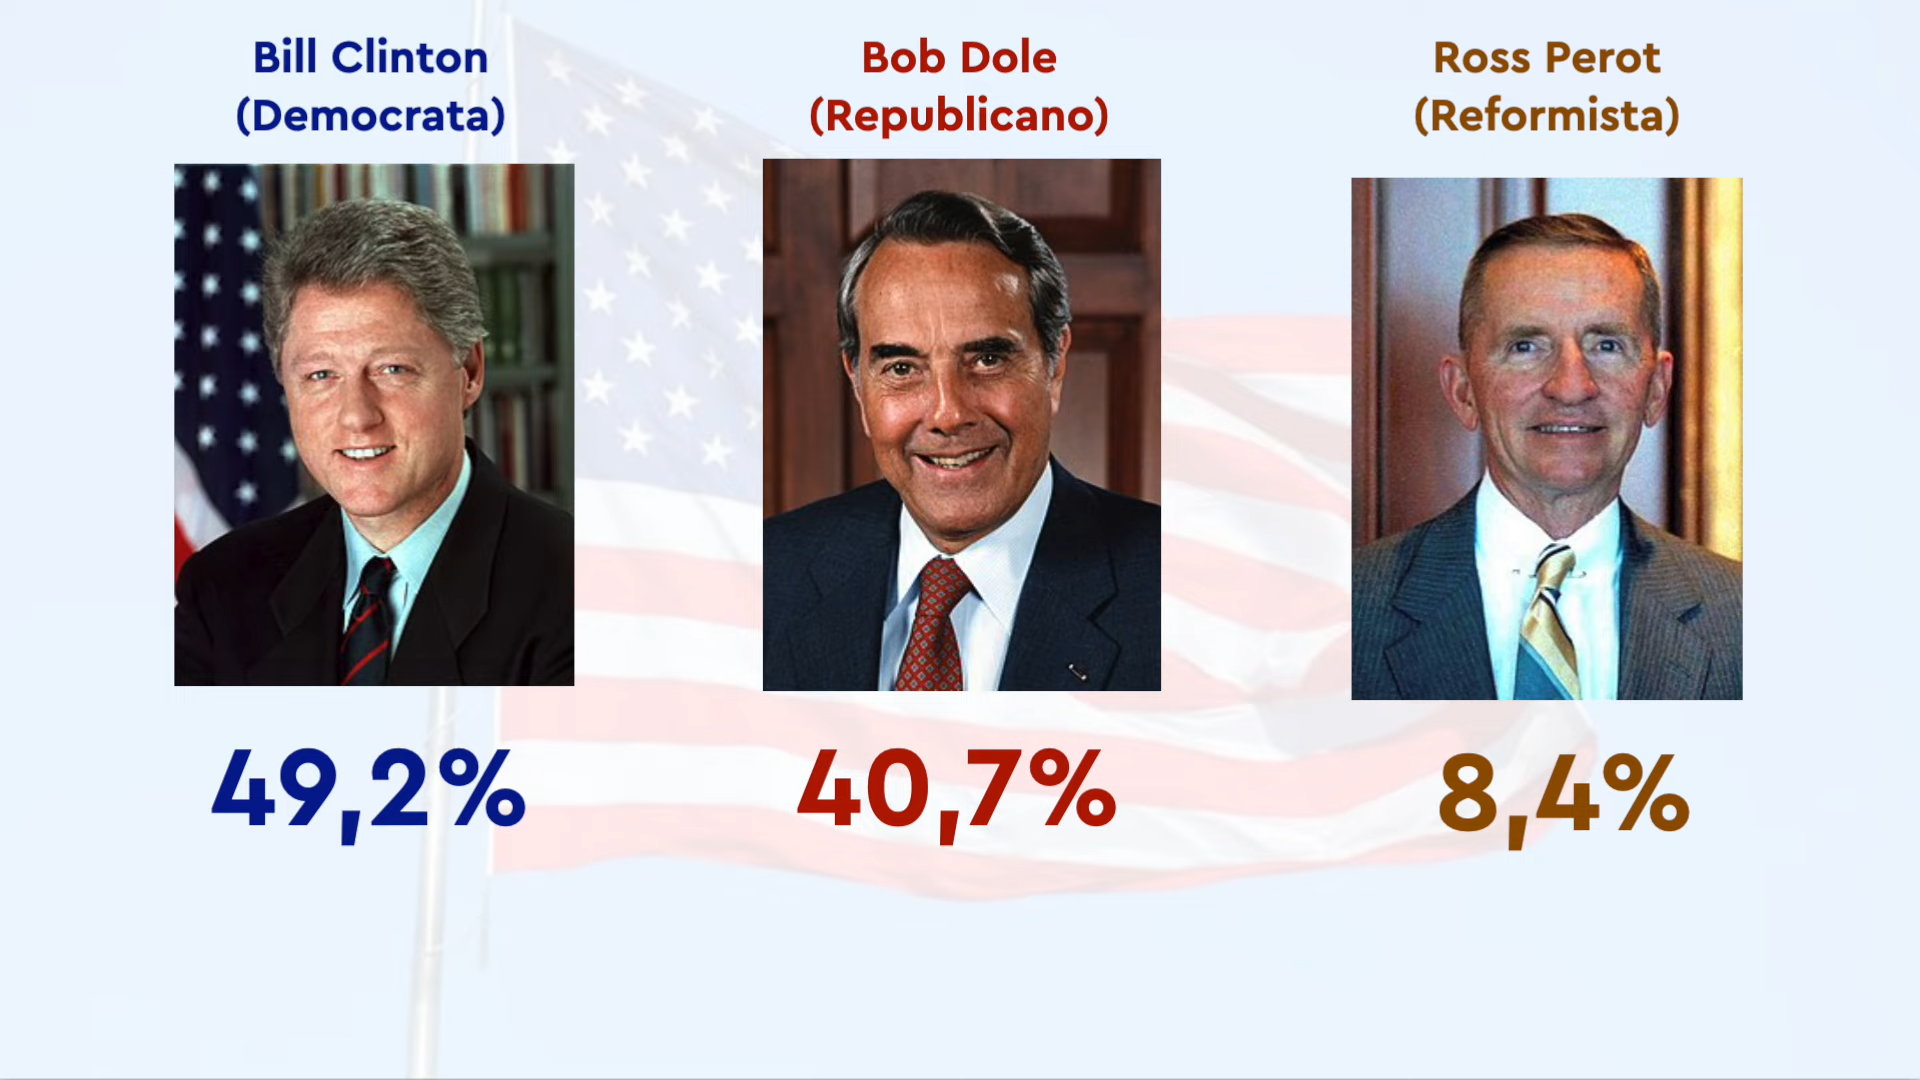 Bill Clinton
(Democrata)
Bob Dole
(Republicano)
Ross Perot
(Reformista)
49,2%
40,7%
8,4%